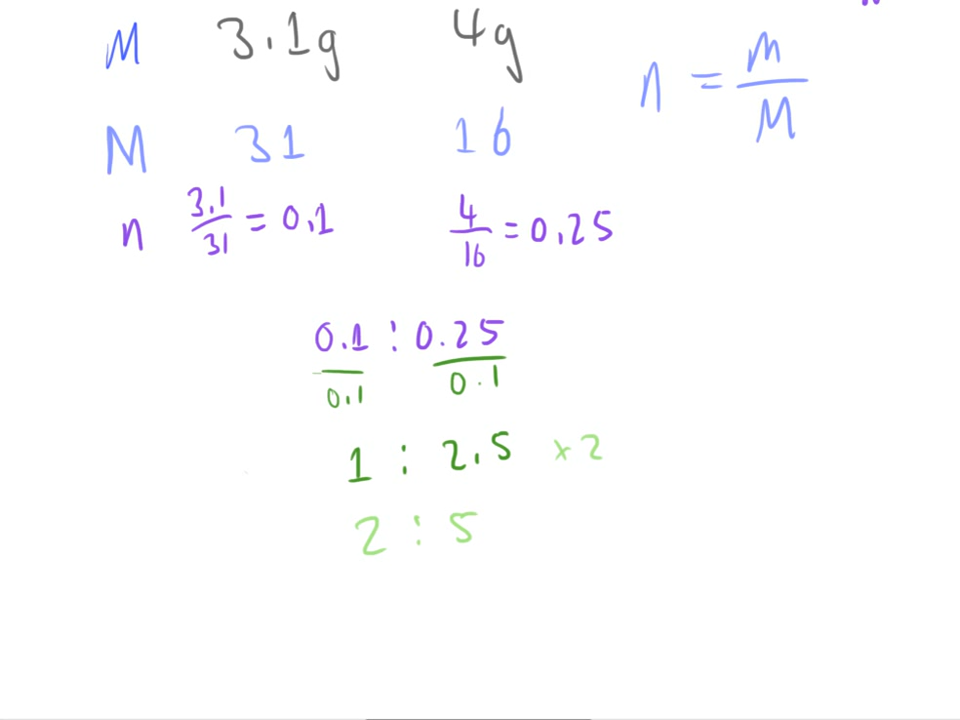 M 3.1g 4g
n = m/M
M 31 16
n 3.1/31 = 0.1 4/16 = 0.25
0.1 : 0.25
0.1 0.1
1 : 2.5 x 2
2 : 5